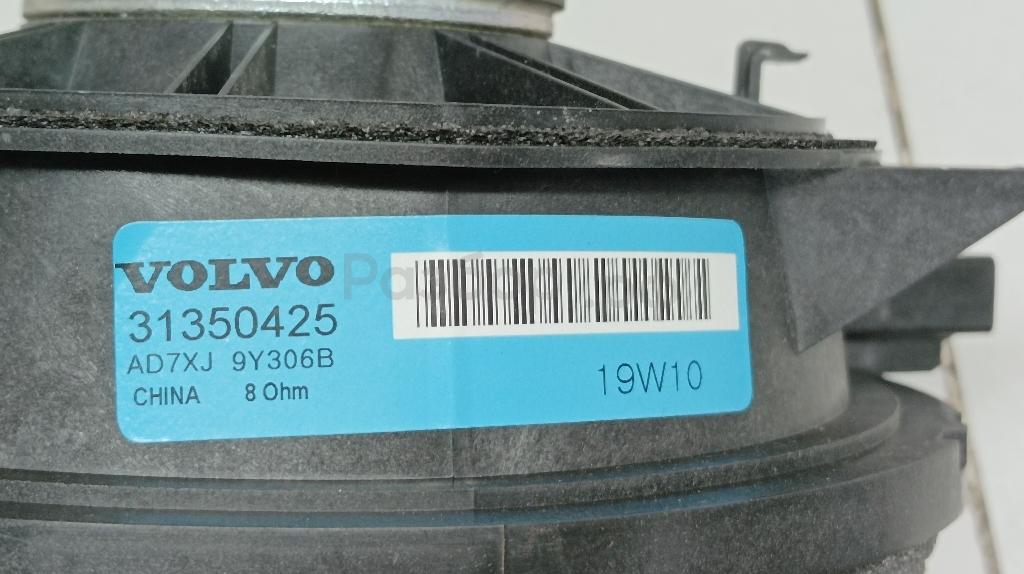 VOLVO
31350425
AD7XJ 9Y306B
CHINA 8 Ohm
19W10